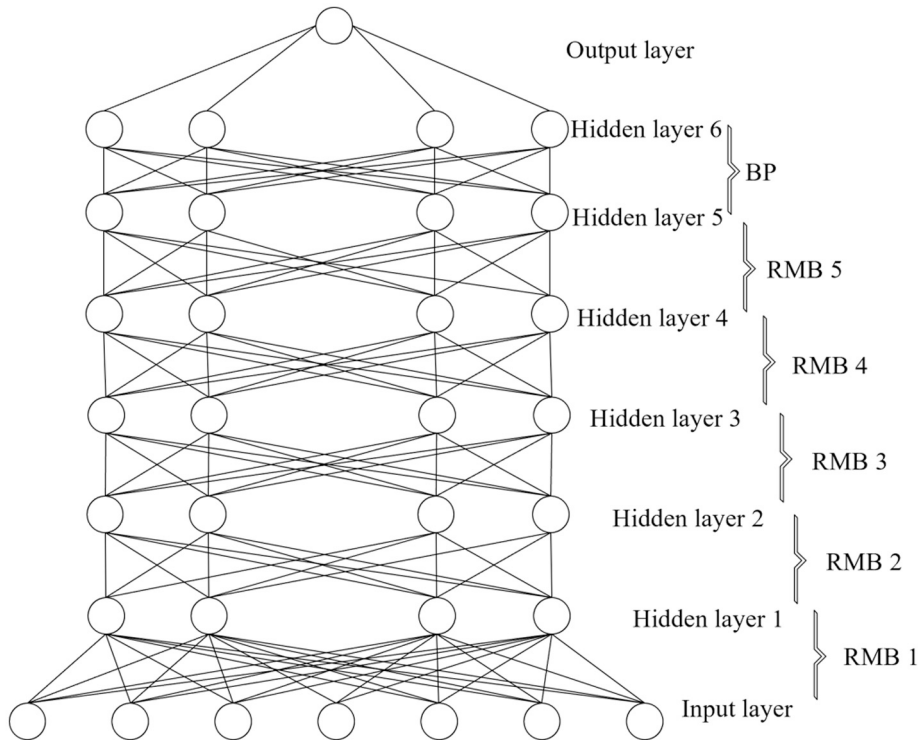 Output layer
Hidden layer 6
BP
Hidden layer 5
RMB 5
Hidden layer 4
RMB 4
Hidden layer 3
RMB 3
Hidden layer 2
RMB 2
Hidden layer 1
RMB 1
Input layer